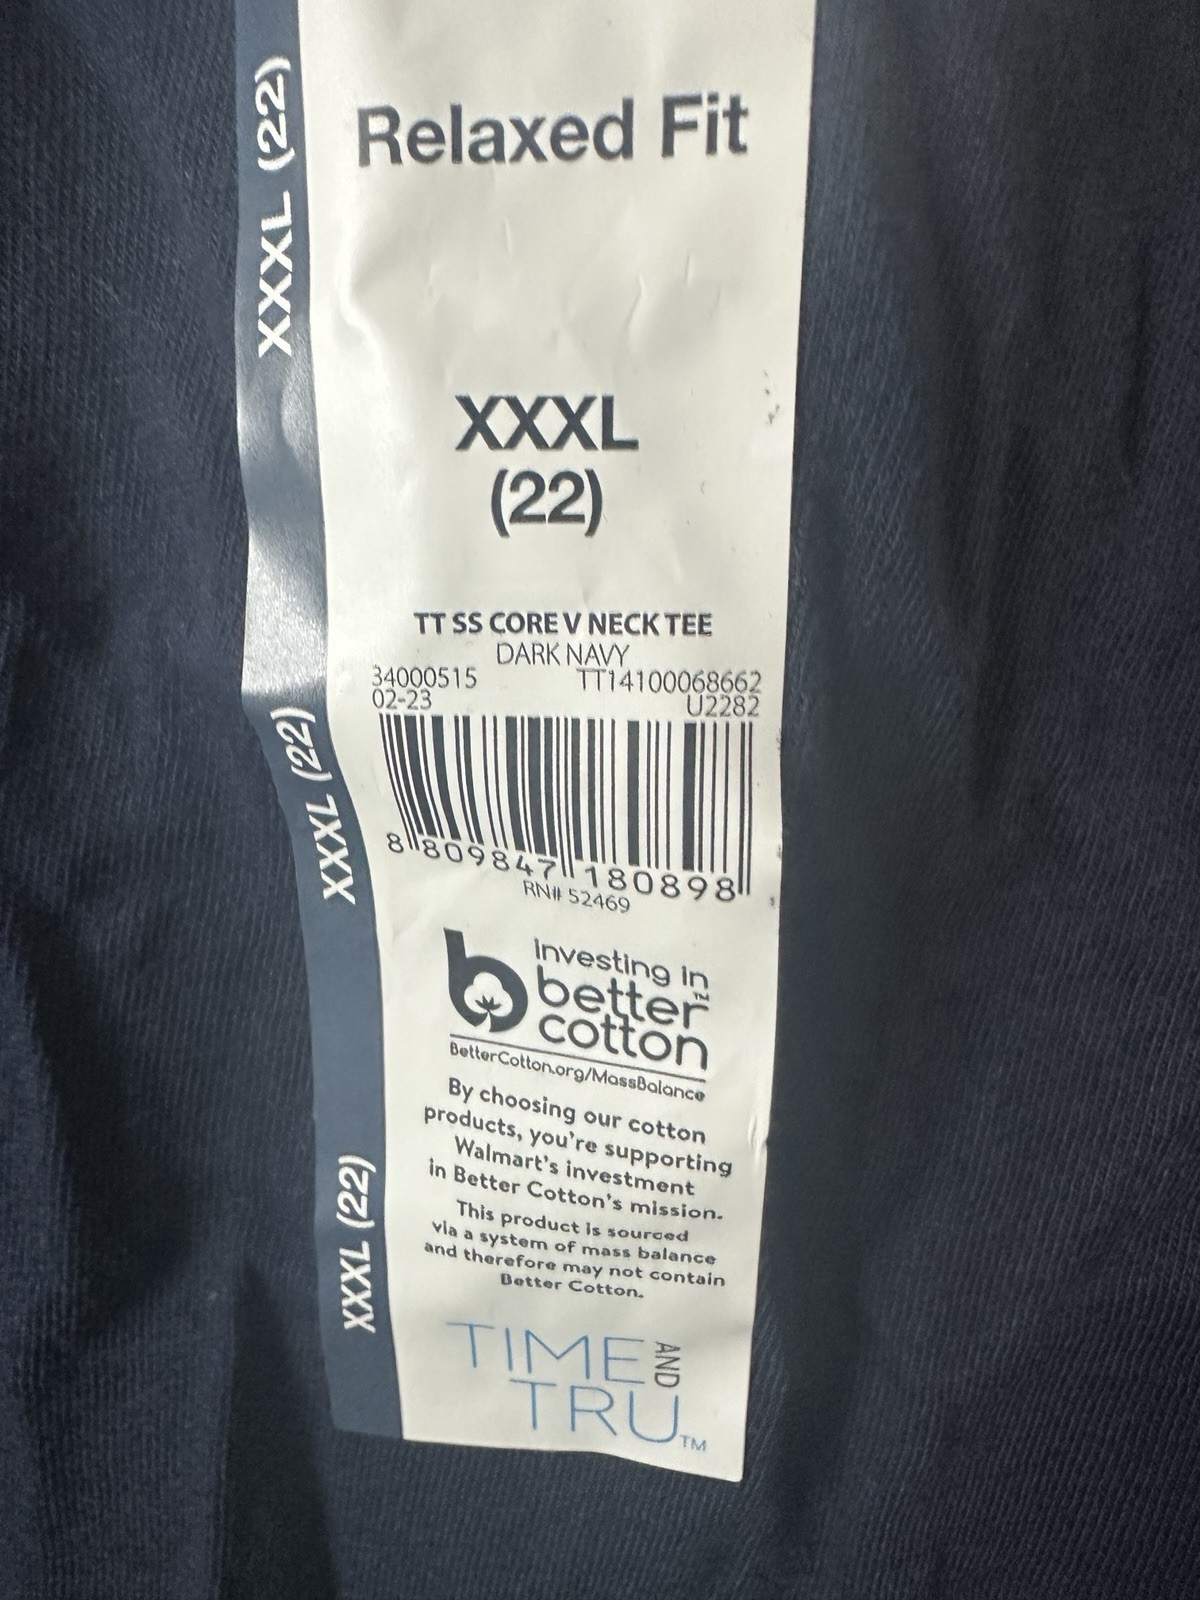 XXXL (22)
Relaxed Fit
XXXL
(22)
TT SS CORE V NECK TEE
DARK NAVY
34000515 TT14100068662
02-23 U2282
8 809847 180898
RN# 52469
XXXL (22)
investing in
better™
cotton
BetterCotton.org/MassBalance
By choosing our cotton
products, you're supporting
Walmart's investment
in Better Cotton's mission.
This product is sourced
via a system of mass balance
and therefore may not contain
Better Cotton.
XXXL (22)
TIME AND
TRU™